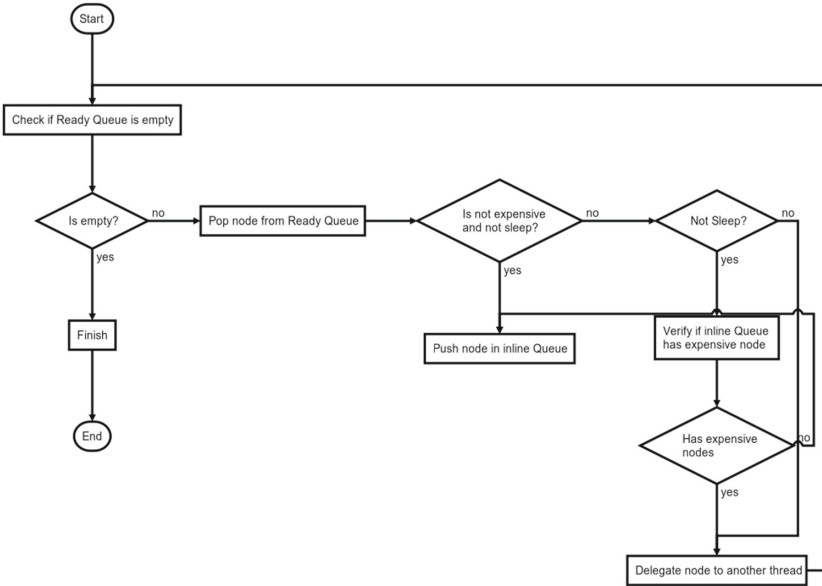 Start
Check if Ready Queue is empty
Is empty?
no
yes
Pop node from Ready Queue
Is not expensive
and not sleep?
no
yes
Not Sleep?
no
yes
Finish
Push node in inline Queue
Verify if inline Queue
has expensive node
End
Has expensive
nodes
no
yes
Delegate node to another thread